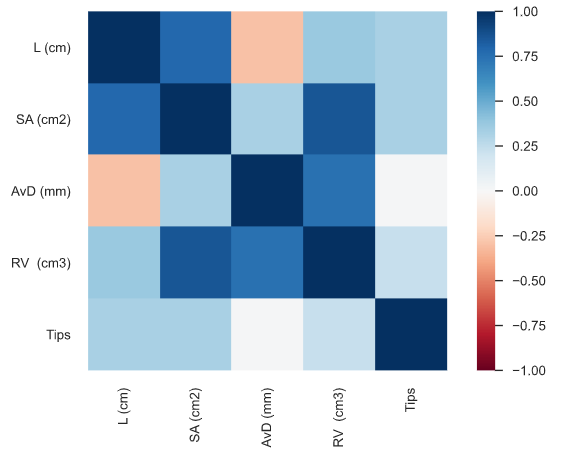 L (cm)
SA (cm2)
AvD (mm)
RV  (cm3)
Tips
L (cm)
SA (cm2)
AvD (mm)
RV  (cm3)
Tips
1.00
0.75
0.50
0.25
0.00
−0.25
−0.50
−0.75
−1.00